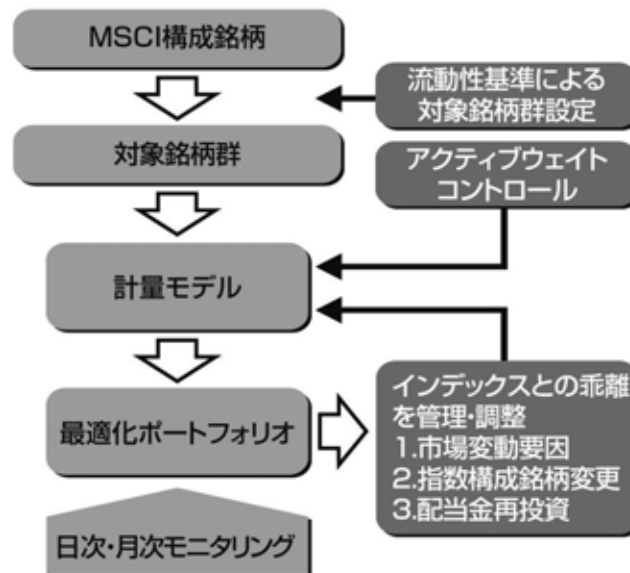 MSCI構成銘柄
流動性基準による
対象銘柄群設定
対象銘柄群
アクティブウェイト
コントロール
計量モデル
最適化ポートフォリオ
インデックスとの乖離
を管理・調整
1.市場変動要因
2.指数構成銘柄変更
3.配当金再投資
日次・月次モニタリング